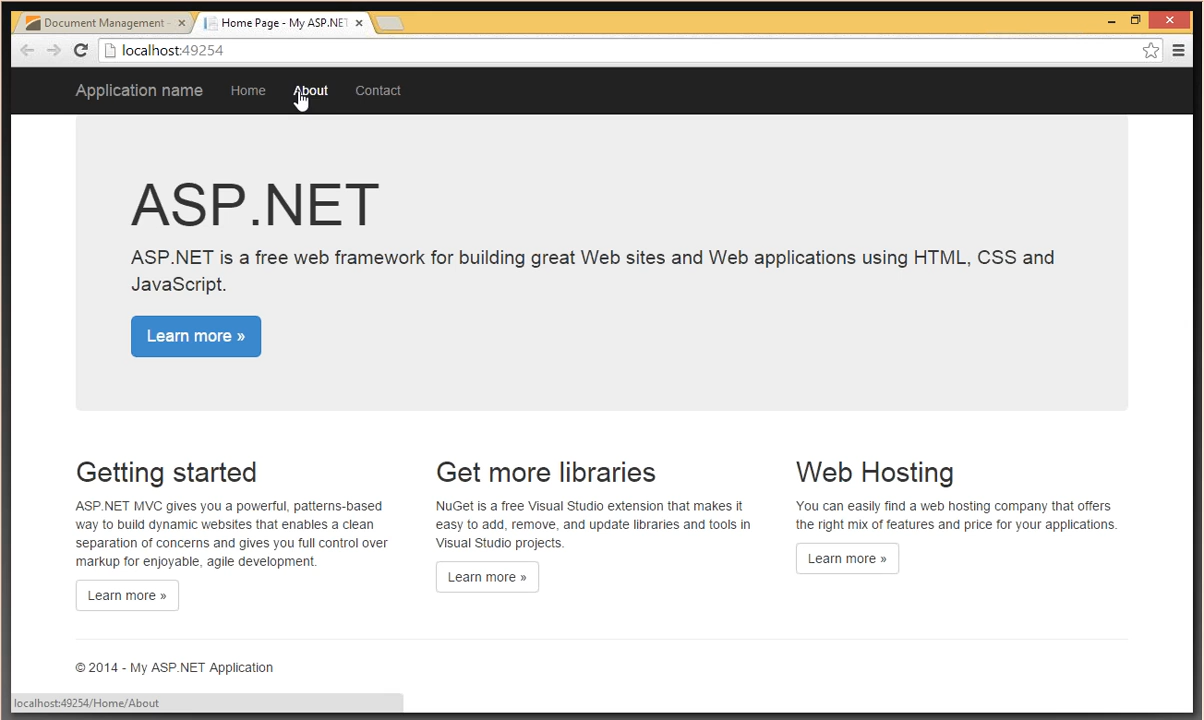 Document Management -
Home Page - My ASP.NET
localhost:49254
Application name Home About Contact
ASP.NET
ASP.NET is a free web framework for building great Web sites and Web applications using HTML, CSS and
JavaScript.
Learn more »
Getting started
ASP.NET MVC gives you a powerful, patterns-based
way to build dynamic websites that enables a clean
separation of concerns and gives you full control over
markup for enjoyable, agile development.
Learn more »
Get more libraries
NuGet is a free Visual Studio extension that makes it
easy to add, remove, and update libraries and tools in
Visual Studio projects.
Learn more »
Web Hosting
You can easily find a web hosting company that offers
the right mix of features and price for your applications.
Learn more »
© 2014 - My ASP.NET Application
localhost:49254/Home/About